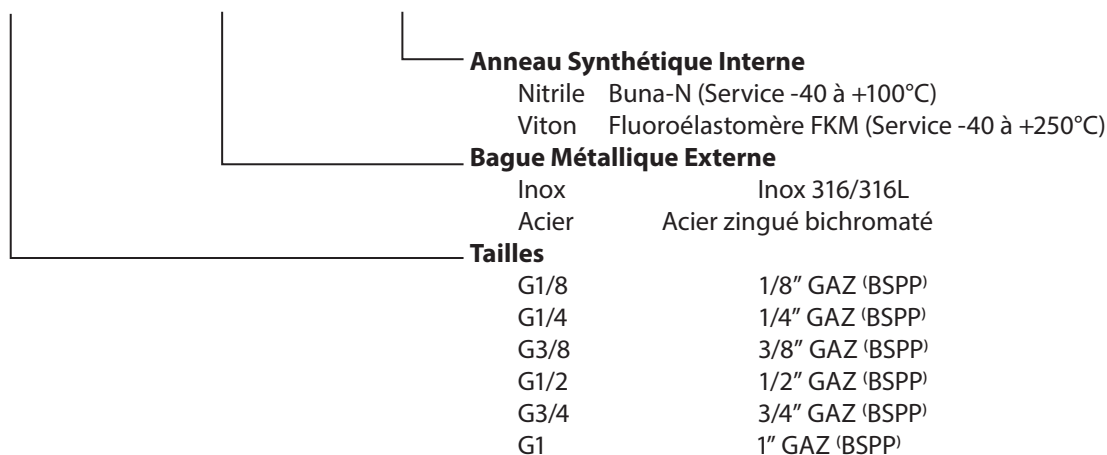 Anneau Synthétique Interne
Nitrile Buna-N (Service -40 à +100°C)
Viton Fluoroélastomère FKM (Service -40 à +250°C)
Bague Métallique Externe
Inox Inox 316/316L
Acier Acier zingué bichromaté
Tailles
G1/8 1/8” GAZ (BSPP)
G1/4 1/4” GAZ (BSPP)
G3/8 3/8” GAZ (BSPP)
G1/2 1/2” GAZ (BSPP)
G3/4 3/4” GAZ (BSPP)
G1 1” GAZ (BSPP)